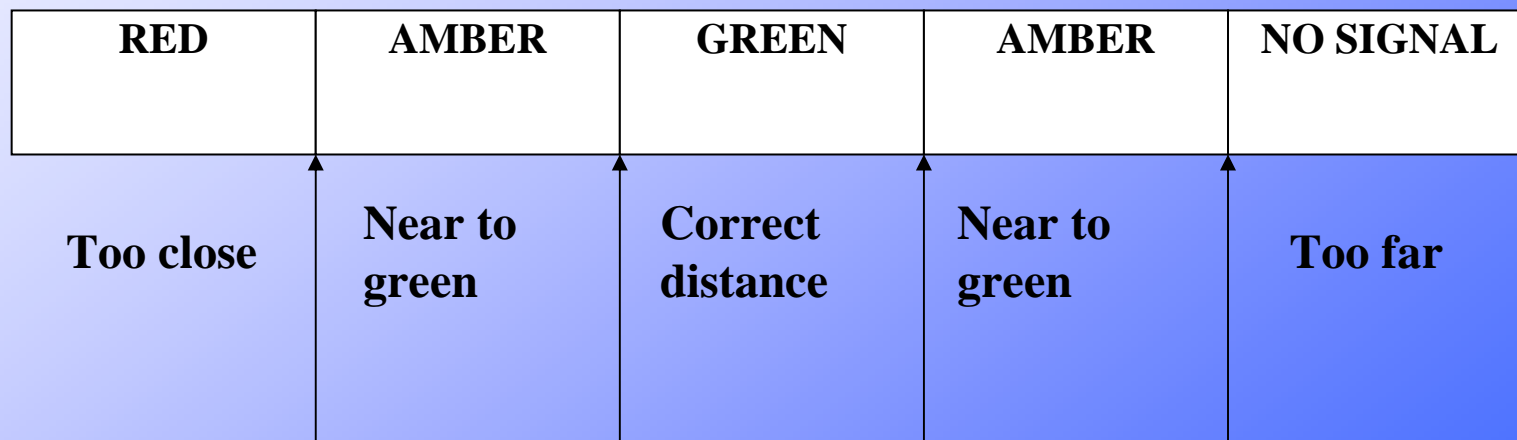 RED AMBER GREEN AMBER NO SIGNAL
Too close
Near to
green
Correct
distance
Near to
green
Too far